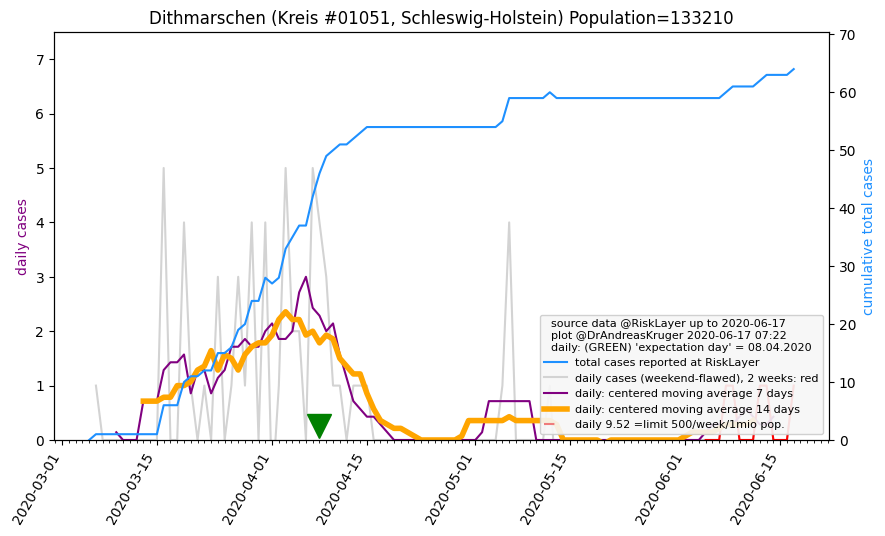 Dithmarschen (Kreis #01051, Schleswig-Holstein) Population=133210
daily cases
7
6
5
4
3
2
1
0
cumulative total cases
70
60
50
40
30
20
10
0
source data @RiskLayer up to 2020-06-17
plot @DrAndreasKruger 2020-06-17 07:22
daily: (GREEN) 'expectation day' = 08.04.2020
total cases reported at RiskLayer
daily cases (weekend-flawed), 2 weeks: red
daily: centered moving average 7 days
daily: centered moving average 14 days
daily 9.52 =limit 500/week/1mio pop.
2020-03-01
2020-03-15
2020-04-01
2020-04-15
2020-05-01
2020-05-15
2020-06-01
2020-06-15